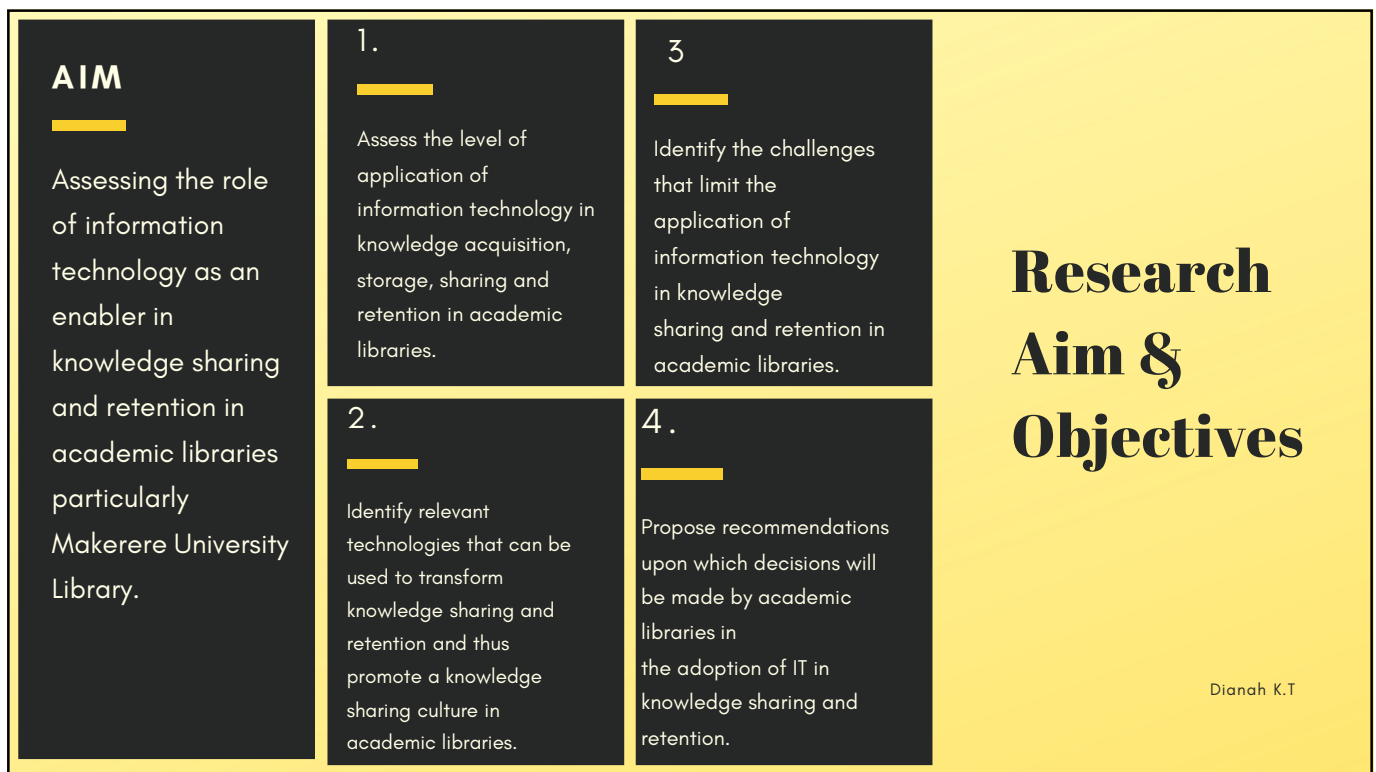 AIM
Assessing the role
of information
technology as an
enabler in
knowledge sharing
and retention in
academic libraries
particularly
Makerere University
Library.
1.
Assess the level of
application of
information technology in
knowledge acquisition,
storage, sharing and
retention in academic
libraries.
2.
Identify relevant
technologies that can be
used to transform
knowledge sharing and
retention and thus
promote a knowledge
sharing culture in
academic libraries.
3
Identify the challenges
that limit the
application of
information technology
in knowledge
sharing and retention in
academic libraries.
4.
Propose recommendations
upon which decisions will
be made by academic
libraries in
the adoption of IT in
knowledge sharing and
retention.
Research
Aim &
Objectives
Dianah K.T